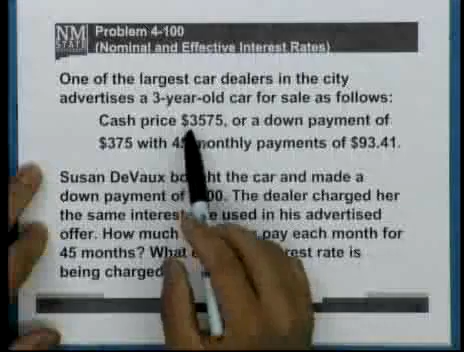 NM
STATE
Problem 4-100
(Nominal and Effective Interest Rates)
One of the largest car dealers in the city
advertises a 3-year-old car for sale as follows:
Cash price $3575, or a down payment of
$375 with 45 monthly payments of $93.41.
Susan DeVaux bought the car and made a
down payment of 00. The dealer charged her
the same interest used in his advertised
offer. How much pay each month for
45 months? What interest rate is
being charged